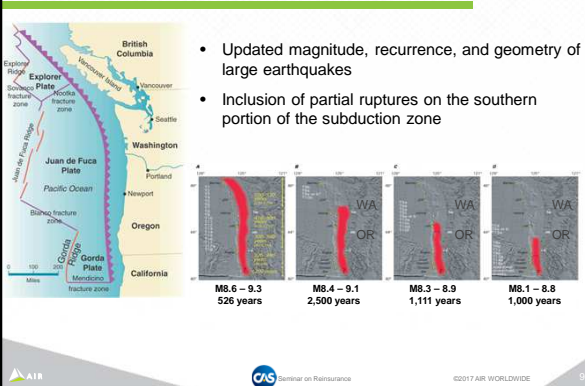 British
Columbia
Explorer
Ridge
Explorer
Plate
Vancouver Island
Vancouver
Sovanco
fracture
zone
Nootka
fracture
zone
Seattle
Washington
Juan de Fuca Ridge
Juan de Fuca
Plate
Portland
Pacific Ocean
Newport
Blanco fracture
zone
Oregon
Gorda
Ridge
Gorda
Plate
0 100 200
Miles
Mendicino
fracture zone
California
• Updated magnitude, recurrence, and geometry of
large earthquakes
• Inclusion of partial ruptures on the southern
portion of the subduction zone
A
B
C
D
WA
OR
WA
OR
WA
OR
M8.6 – 9.3
526 years
M8.4 – 9.1
2,500 years
M8.3 – 8.9
1,111 years
M8.1 – 8.8
1,000 years
AIR
CAS Seminar on Reinsurance
©2017 AIR WORLDWIDE
9